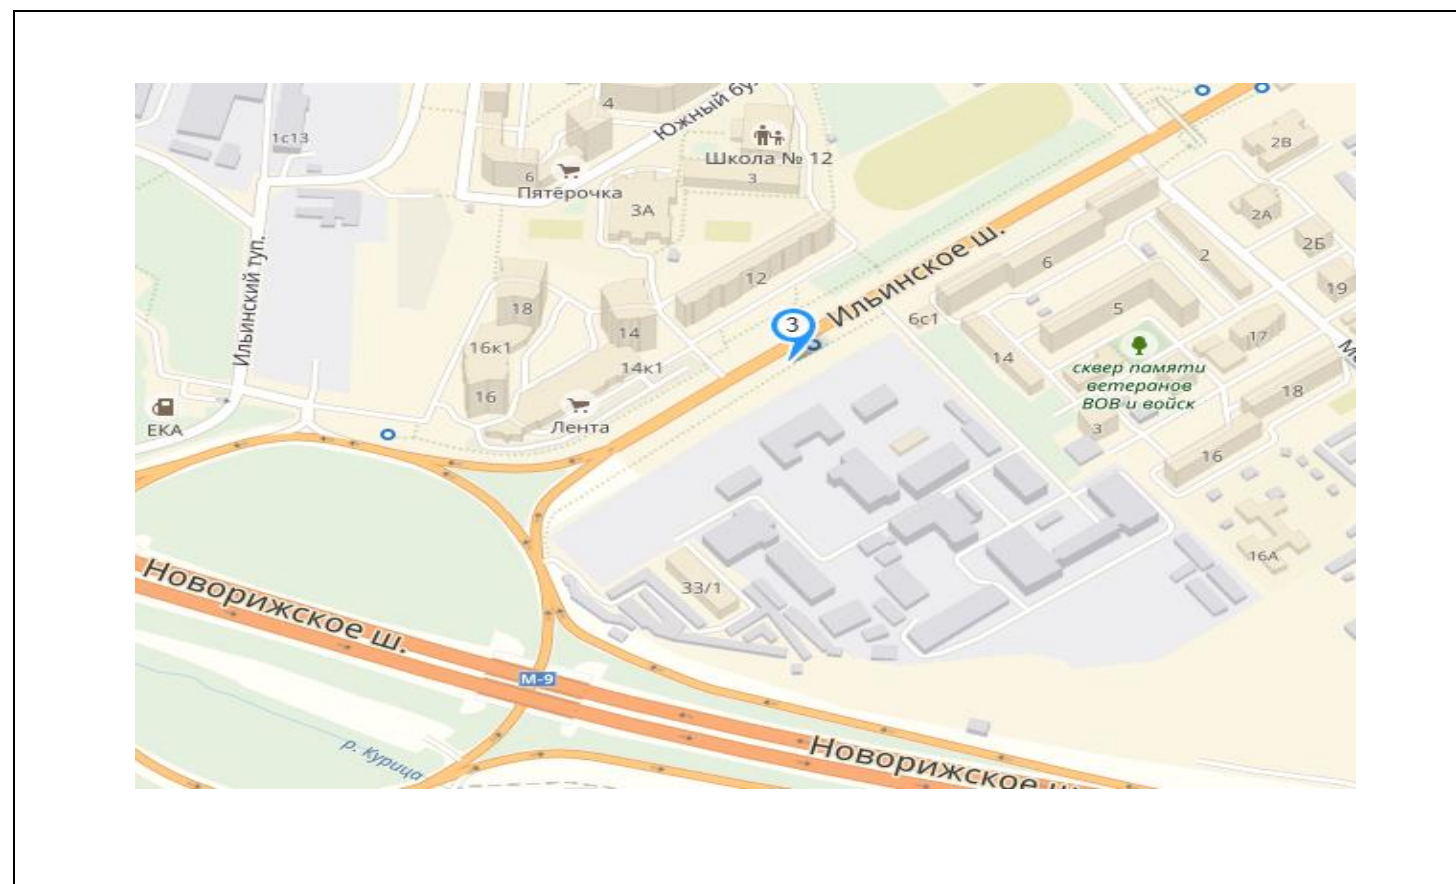 4
Южный бу
1с13
2В
Школа № 12
6
3
Пятёрочка
3А
2А
2Б
Ильинский туп.
12
Ильинское ш.
6
2
19
18
3
6с1
5
14
17
16к1
14к1
14
сквер памяти
ветеранов
ВОВ и войск
16
18
Лента
ЕКА
3
16
16А
33/1
Новорижское ш.
М-9
р. Курица
Новорижское ш